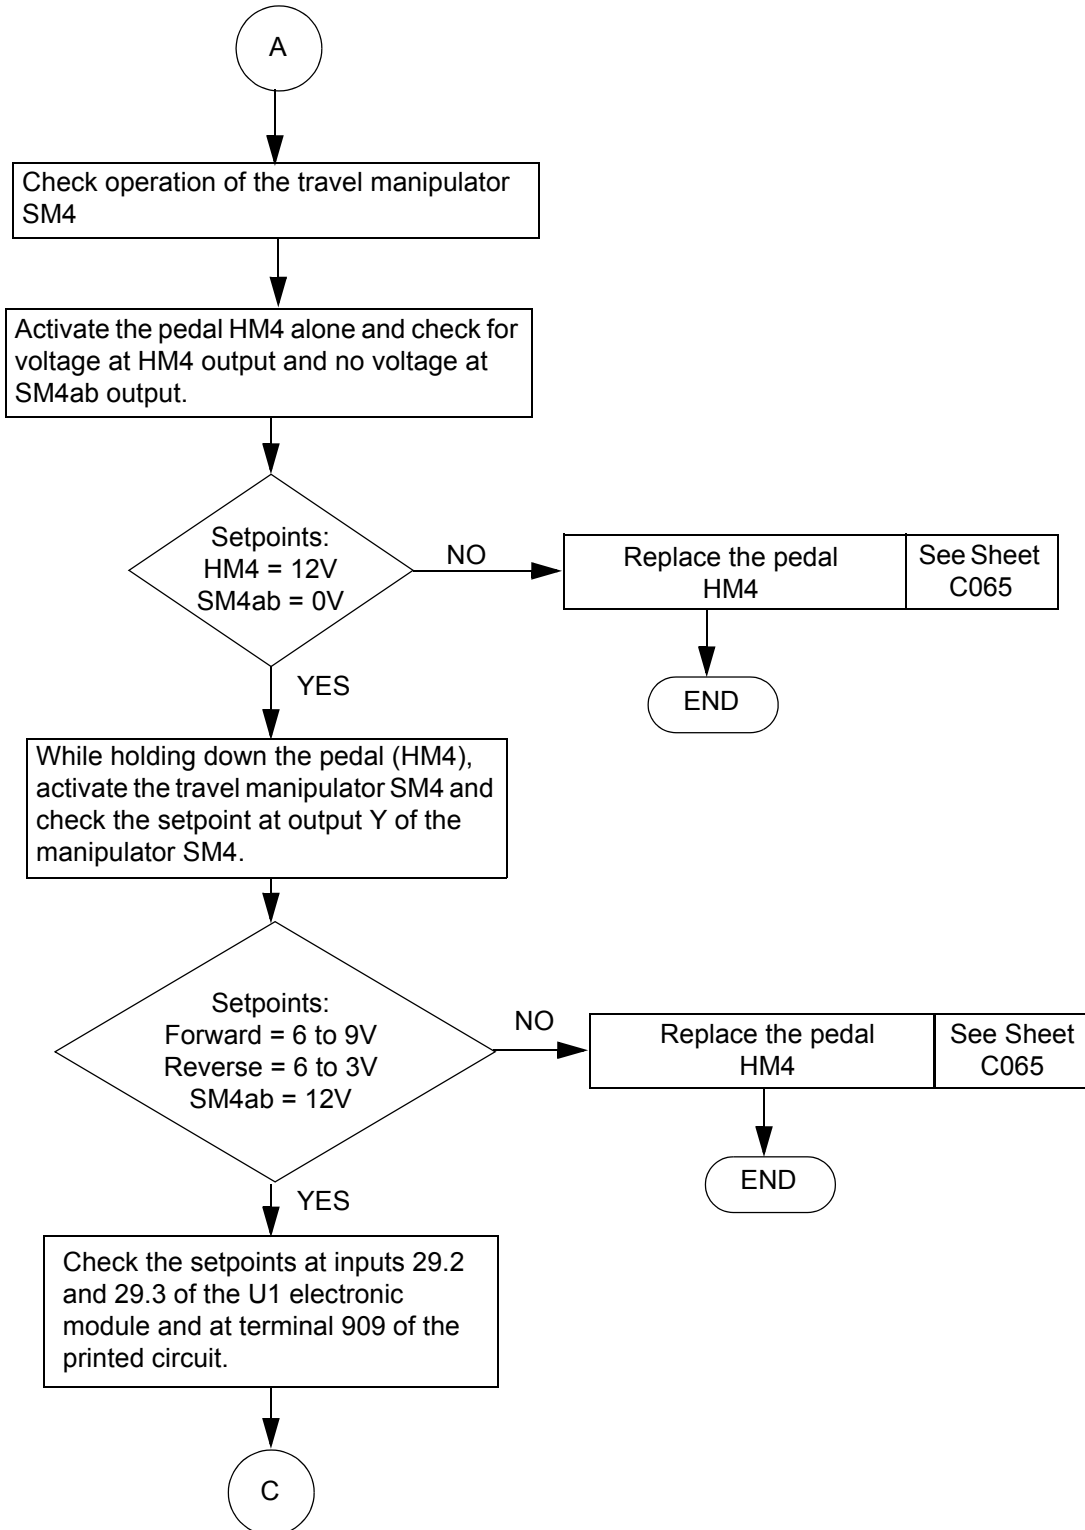 A
Check operation of the travel manipulator
SM4
Activate the pedal HM4 alone and check for
voltage at HM4 output and no voltage at
SM4ab output.
Setpoints:
HM4 = 12V
SM4ab = 0V
NO
Replace the pedal
HM4
See Sheet
C065
END
YES
While holding down the pedal (HM4),
activate the travel manipulator SM4 and
check the setpoint at output Y of the
manipulator SM4.
Setpoints:
Forward = 6 to 9V
Reverse = 6 to 3V
SM4ab = 12V
NO
Replace the pedal
HM4
See Sheet
C065
END
YES
Check the setpoints at inputs 29.2
and 29.3 of the U1 electronic
module and at terminal 909 of the
printed circuit.
C